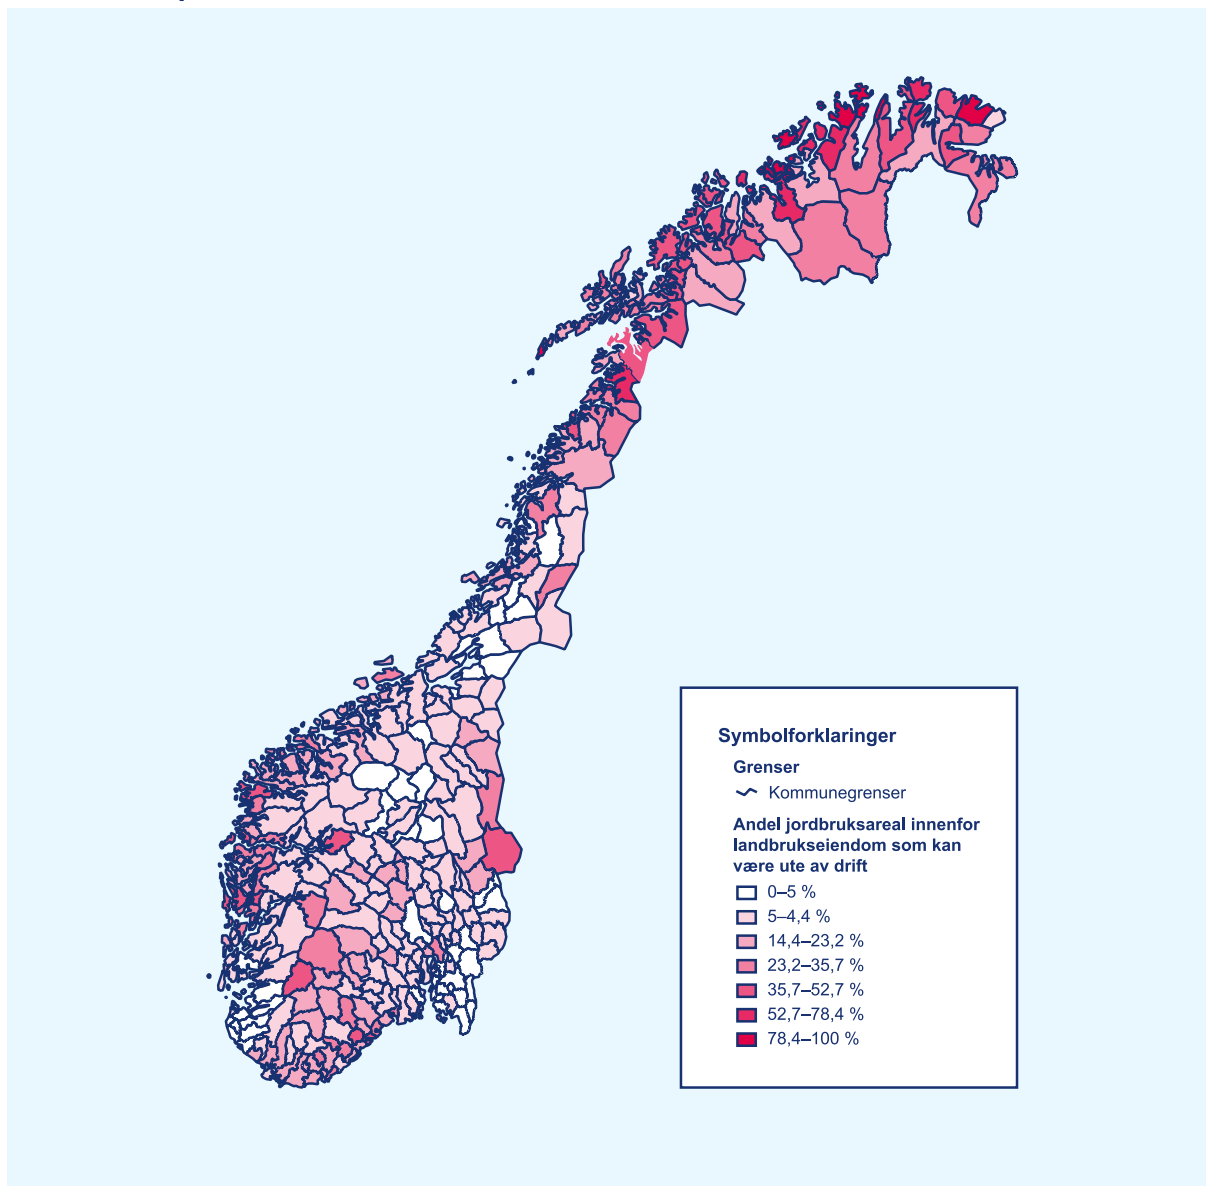 Symbolforklaringer
Grenser
Kommunegrenser
Andel jordbruksareal innenfor
landbrukseiendom som kan
være ute av drift
0–5 %
5–4,4 %
14,4–23,2 %
23,2–35,7 %
35,7–52,7 %
52,7–78,4 %
78,4–100 %